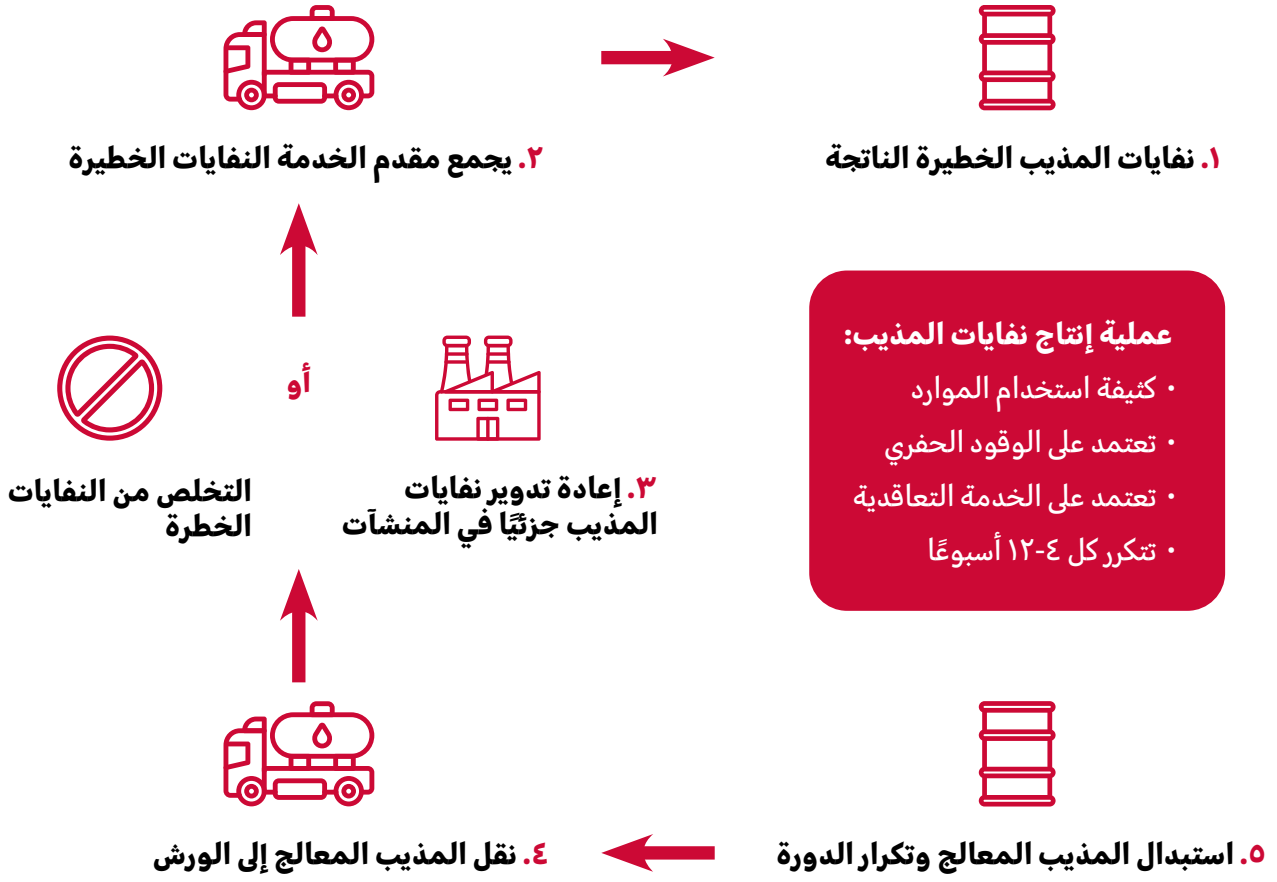 ١. نفايات المذيب الخطيرة الناتجة
٢. يجمع مقدم الخدمة النفايات الخطيرة
عملية إنتاج نفايات المذيب:
• كثيفة استخدام الموارد
• تعتمد على الوقود الحفري
• تعتمد على الخدمة التعاقدية
• تتكرر كل ٤-١٢ أسبوعًا
٣. إعادة تدوير نفايات
المذيب جزئيًا في المنشآت
أو
التخلص من النفايات
الخطرة
٤. نقل المذيب المعالج إلى الورش
٥. استبدال المذيب المعالج وتكرار الدورة